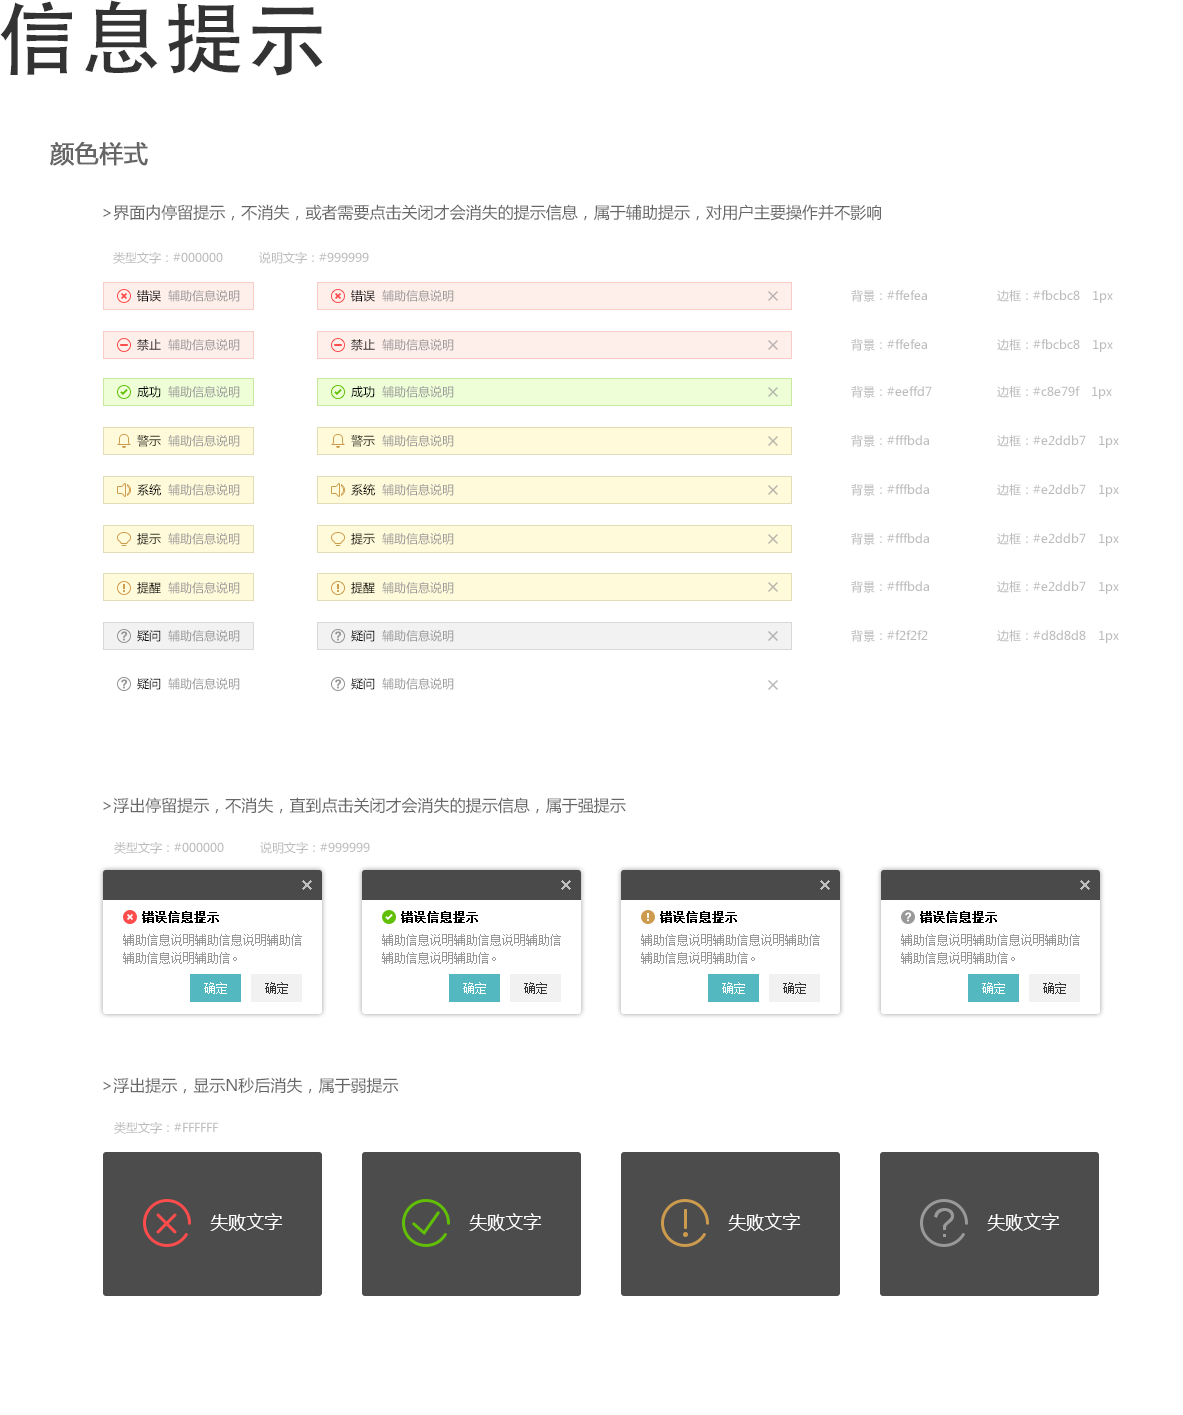 信息提示
颜色样式
>界面内停留提示，不消失，或者需要点击关闭才会消失的提示信息，属于辅助提示，对用户主要操作并不影响
类型文字：#000000 说明文字：#999999
错误 辅助信息说明 错误 辅助信息说明 背景：#ffefea 边框：#fbcbc8 1px
禁止 辅助信息说明 禁止 辅助信息说明 背景：#ffefea 边框：#fbcbc8 1px
成功 辅助信息说明 成功 辅助信息说明 背景：#eeffd7 边框：#c8e79f 1px
警示 辅助信息说明 警示 辅助信息说明 背景：#fffbda 边框：#e2ddb7 1px
系统 辅助信息说明 系统 辅助信息说明 背景：#fffbda 边框：#e2ddb7 1px
提示 辅助信息说明 提示 辅助信息说明 背景：#fffbda 边框：#e2ddb7 1px
提醒 辅助信息说明 提醒 辅助信息说明 背景：#fffbda 边框：#e2ddb7 1px
疑问 辅助信息说明 疑问 辅助信息说明 背景：#f2f2f2 边框：#d8d8d8 1px
疑问 辅助信息说明 疑问 辅助信息说明
>浮出停留提示，不消失，直到点击关闭才会消失的提示信息，属于强提示
类型文字：#000000 说明文字：#999999
错误信息提示 错误信息提示 错误信息提示 错误信息提示
辅助信息说明辅助信息说明辅助信 辅助信息说明辅助信息说明辅助信 辅助信息说明辅助信息说明辅助信 辅助信息说明辅助信息说明辅助信
辅助信息说明辅助信。 辅助信息说明辅助信。 辅助信息说明辅助信。 辅助信息说明辅助信。
确定 确定 确定 确定 确定 确定 确定 确定
>浮出提示，显示N秒后消失，属于弱提示
类型文字：#FFFFFF
失败文字 失败文字 失败文字 失败文字